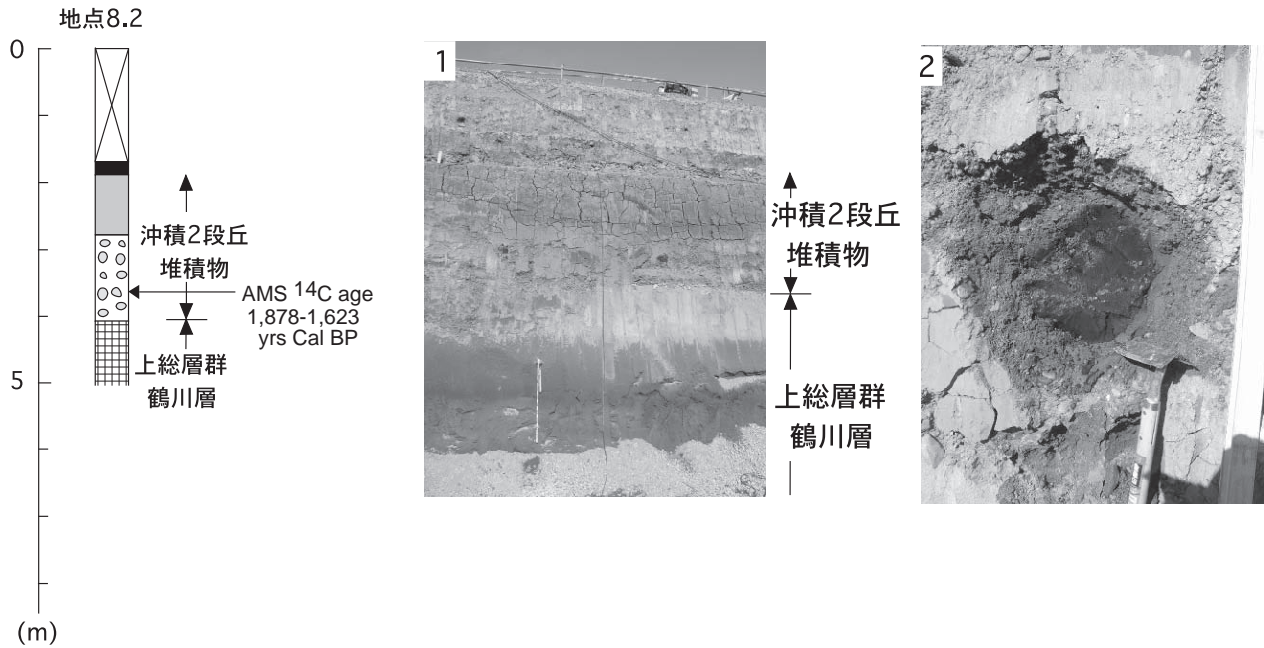 地点8.2
0
5
(m)
沖積2段丘
堆積物
AMS 14C age
1,878-1,623
yrs Cal BP
上総層群
鶴川層
1
沖積2段丘
堆積物
上総層群
鶴川層
2